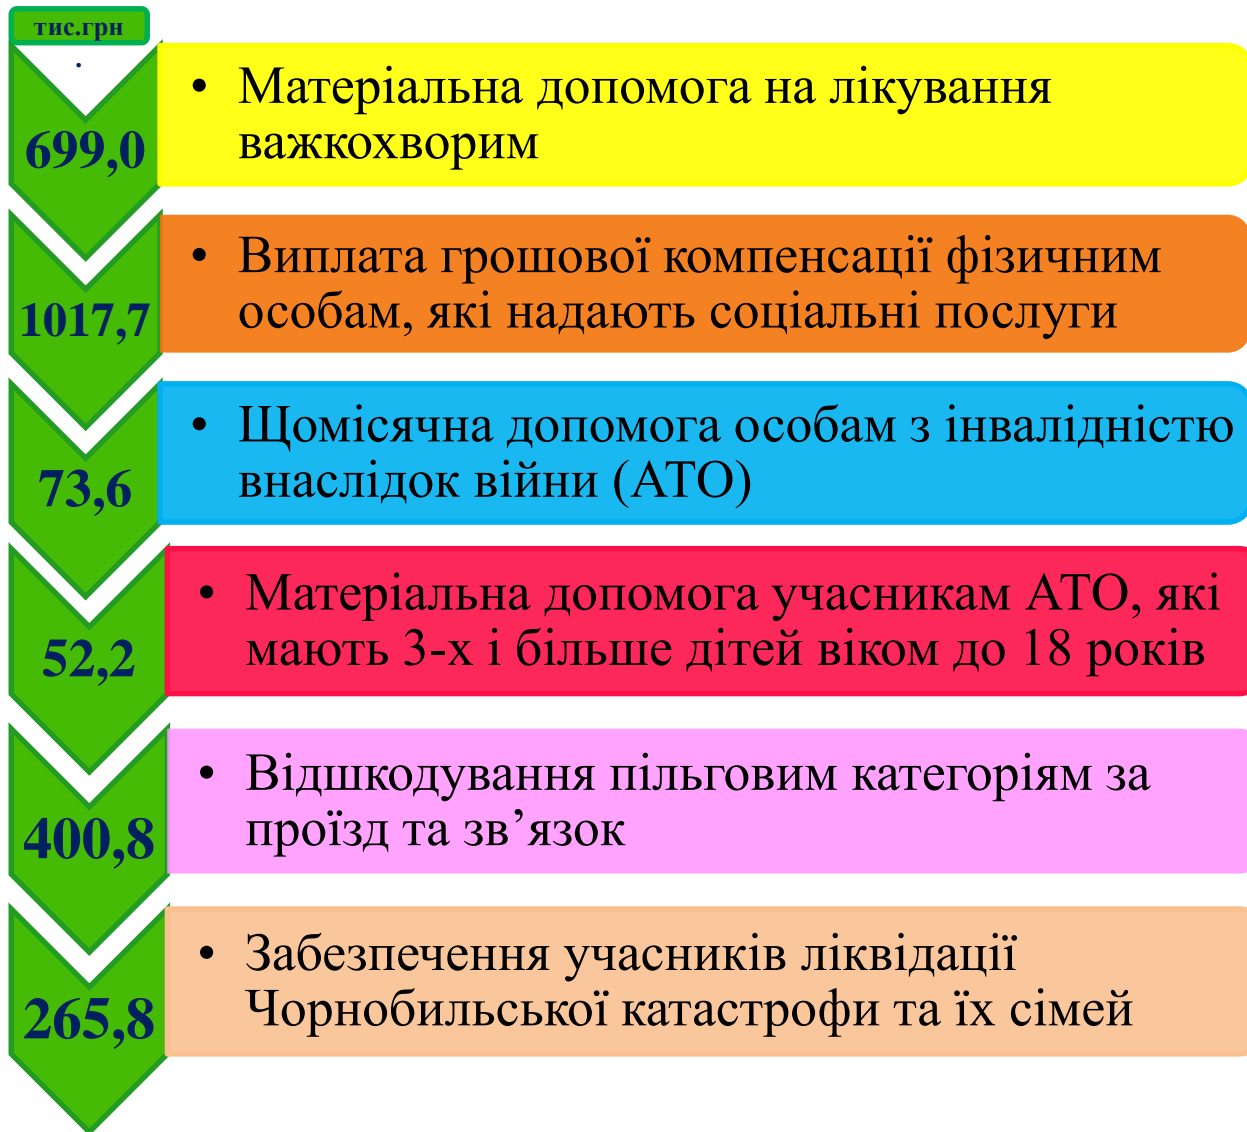 тис.грн
.
699,0
• Матеріальна допомога на лікування
важкохворим
1017,7
• Виплата грошової компенсації фізичним
особам, які надають соціальні послуги
73,6
• Щомісячна допомога особам з інвалідністю
внаслідок війни (АТО)
52,2
• Матеріальна допомога учасникам АТО, які
мають 3-х і більше дітей віком до 18 років
400,8
• Відшкодування пільговим категоріям за
проїзд та зв’язок
265,8
• Забезпечення учасників ліквідації
Чорнобильської катастрофи та їх сімей